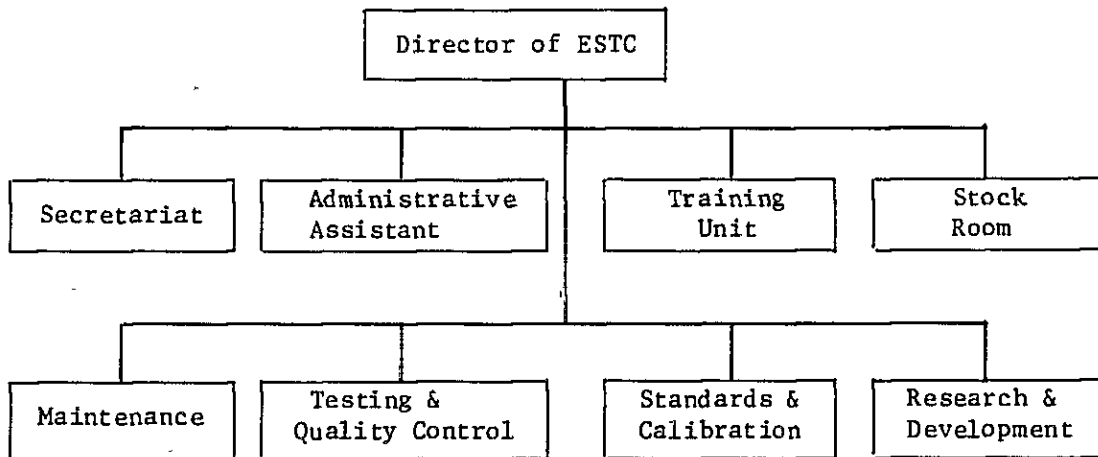 Director of ESTC
Secretariat
Administrative
Assistant
Training
Unit
Stock
Room
Maintenance
Testing &
Quality Control
Standards &
Calibration
Research &
Development